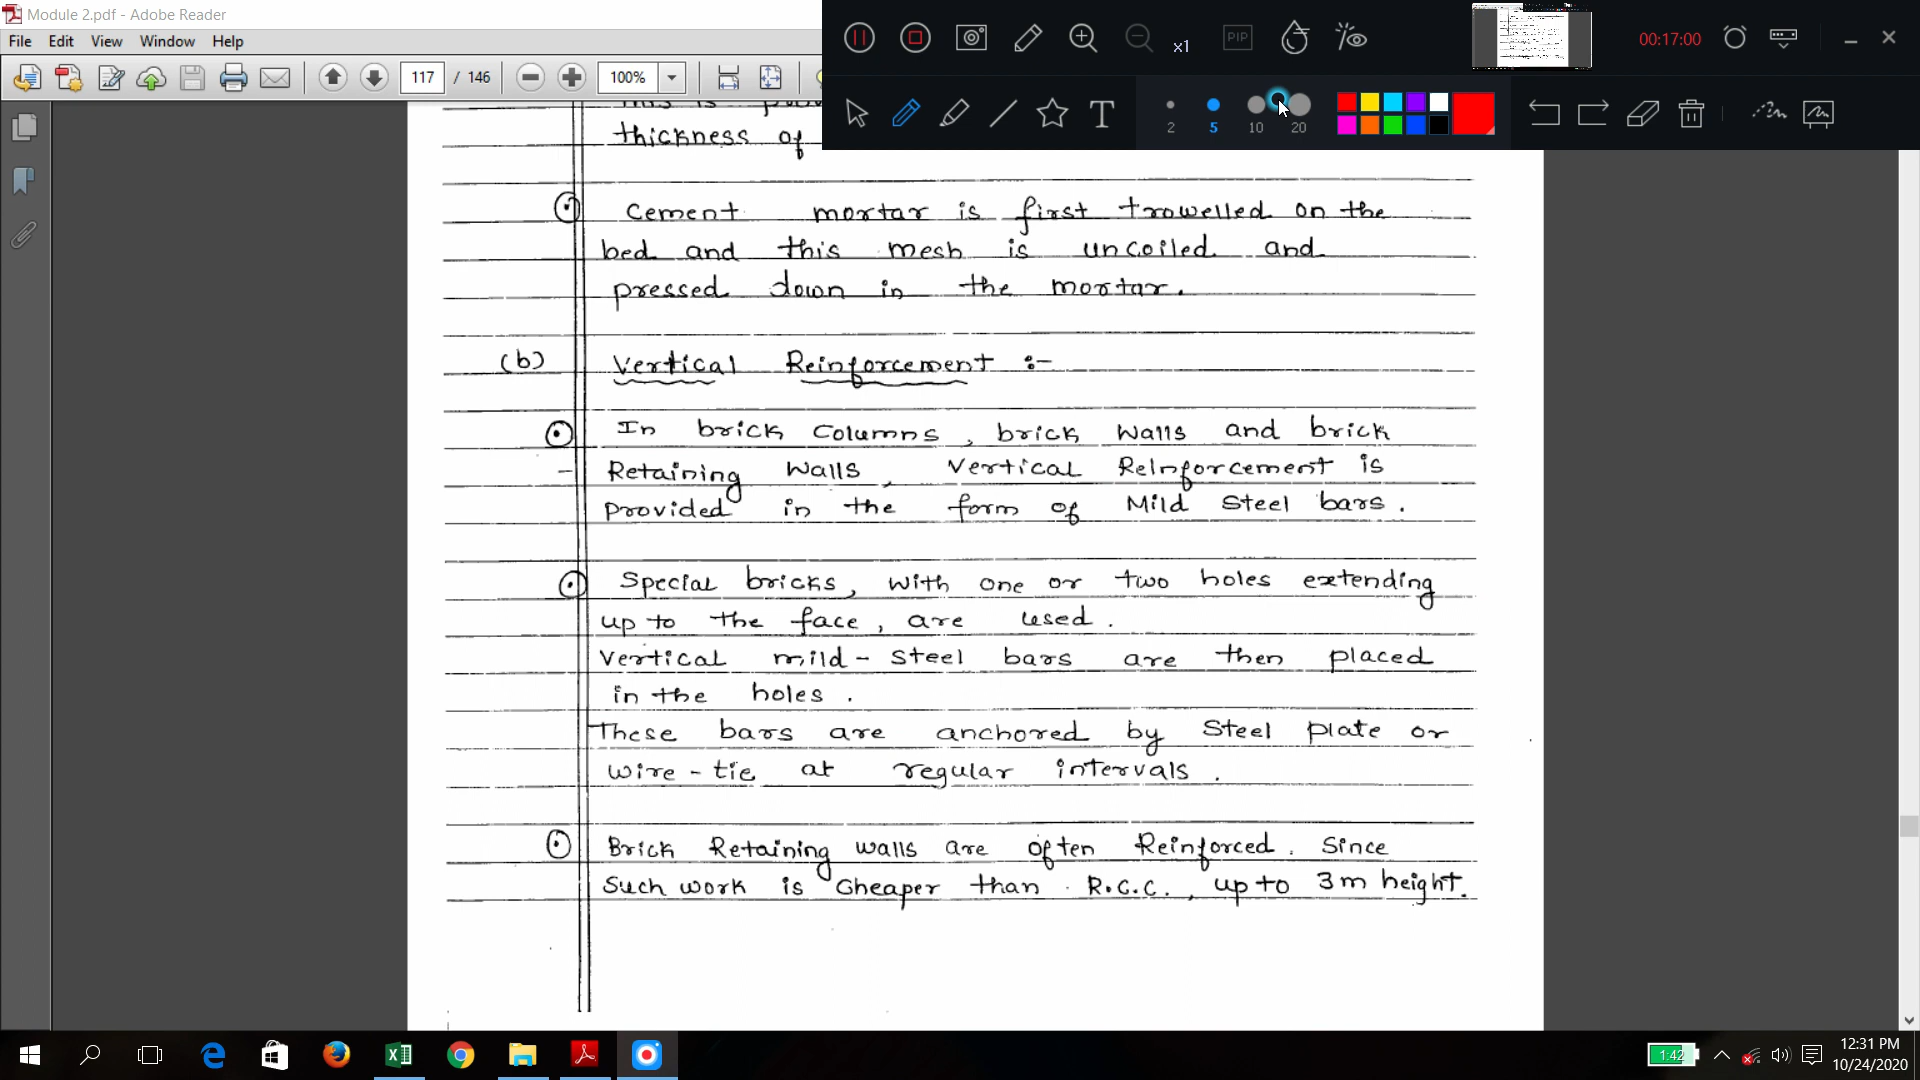 Module 2.pdf - Adobe Reader
File Edit View Window Help
117 / 146 100%
x1 PIP 00:17:00
2 5 10 20
T
thickness of
Cement mortar is first trowelled on the
bed and this mesh is uncoiled and
pressed down in the mortar.
(b) Vertical Reinforcement :-
In brick columns, brick walls and brick
- Retaining walls, vertical Reinforcement is
provided in the form of Mild Steel bars.
Special bricks, with one or two holes extending
up to the face, are used.
Vertical mild-steel bars are then placed
in the holes.
These bars are anchored by Steel plate or
wire-tie at regular intervals.
Brick Retaining walls are often Reinforced. Since
Such work is Cheaper than R.C.C., up to 3m height.
1:42
12:31 PM
10/24/2020